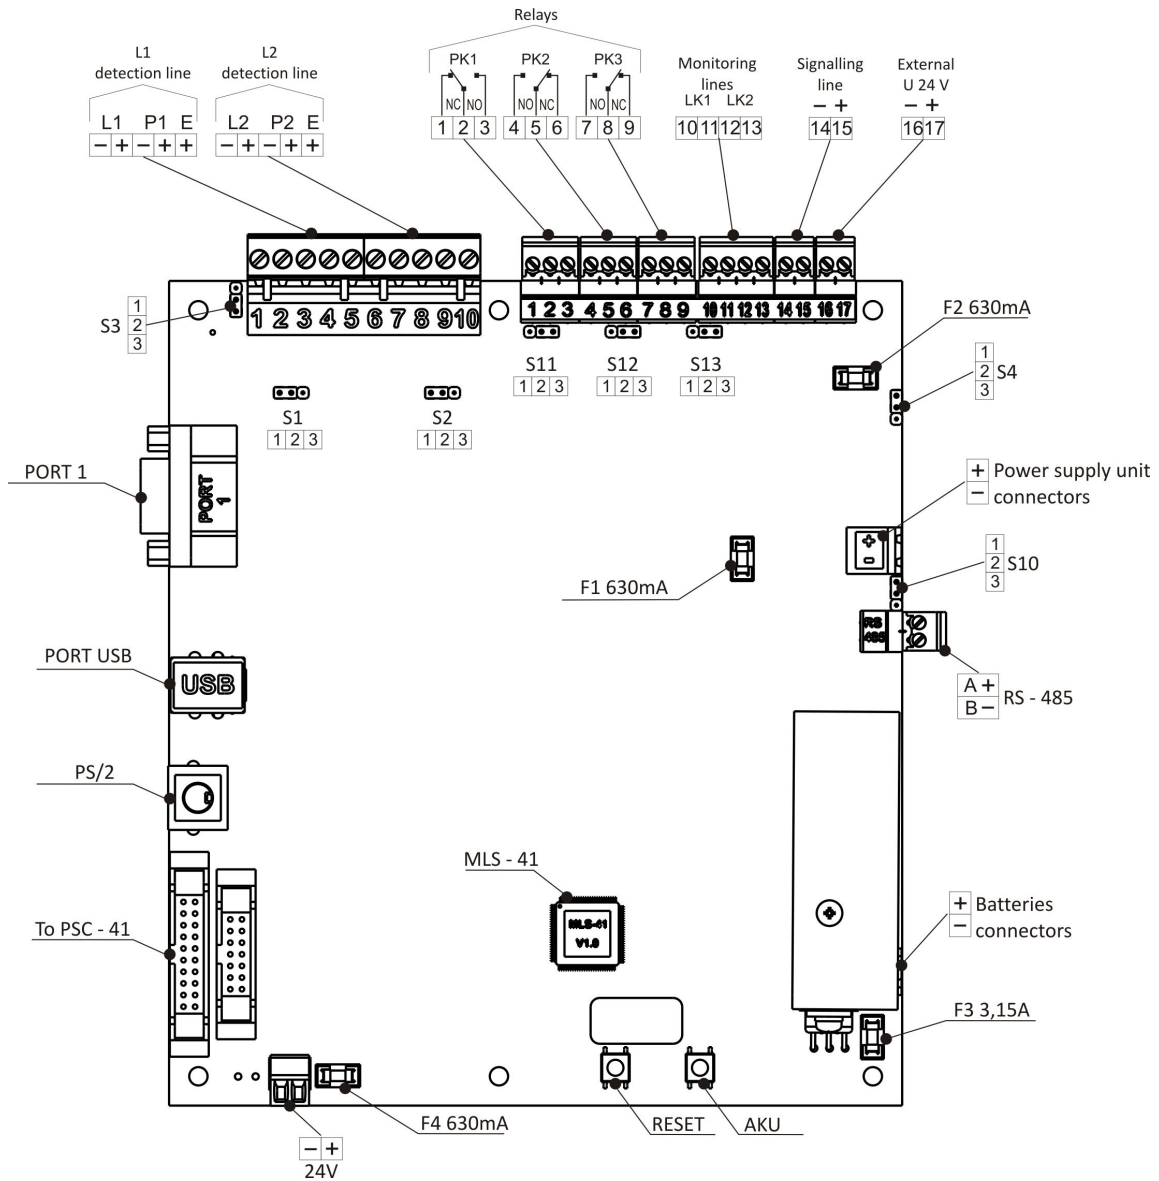 Relays
L1
detection line
L2
detection line
PK1
PK2
PK3
NC NO
NO NC
NO NC
Monitoring
lines
LK1 LK2
Signalling
line
− +
External
U 24 V
− +
L1 P1 E
− + − + +
L2 P2 E
− + − + +
1 2 3
4 5 6
7 8 9
10 11 12 13
14 15
16 17
1 2 3 4 5 6 7 8 9 10
1 2 3 4 5 6 7 8 9 10 11 12 13 14 15 16 17
S3
1
2
3
F2 630mA
S11
1 2 3
S12
1 2 3
S13
1 2 3
1
2
3
S4
S1
1 2 3
S2
1 2 3
PORT 1
PORT
1
+ Power supply unit
− connectors
+
−
1
2
3
S10
F1 630mA
RS
485
PORT USB
USB
A +
B −
RS - 485
PS/2
MLS - 41
MLS-41
V1.0
To PSC - 41
+ Batteries
− connectors
F3 3,15A
F4 630mA
RESET
AKU
− +
24V